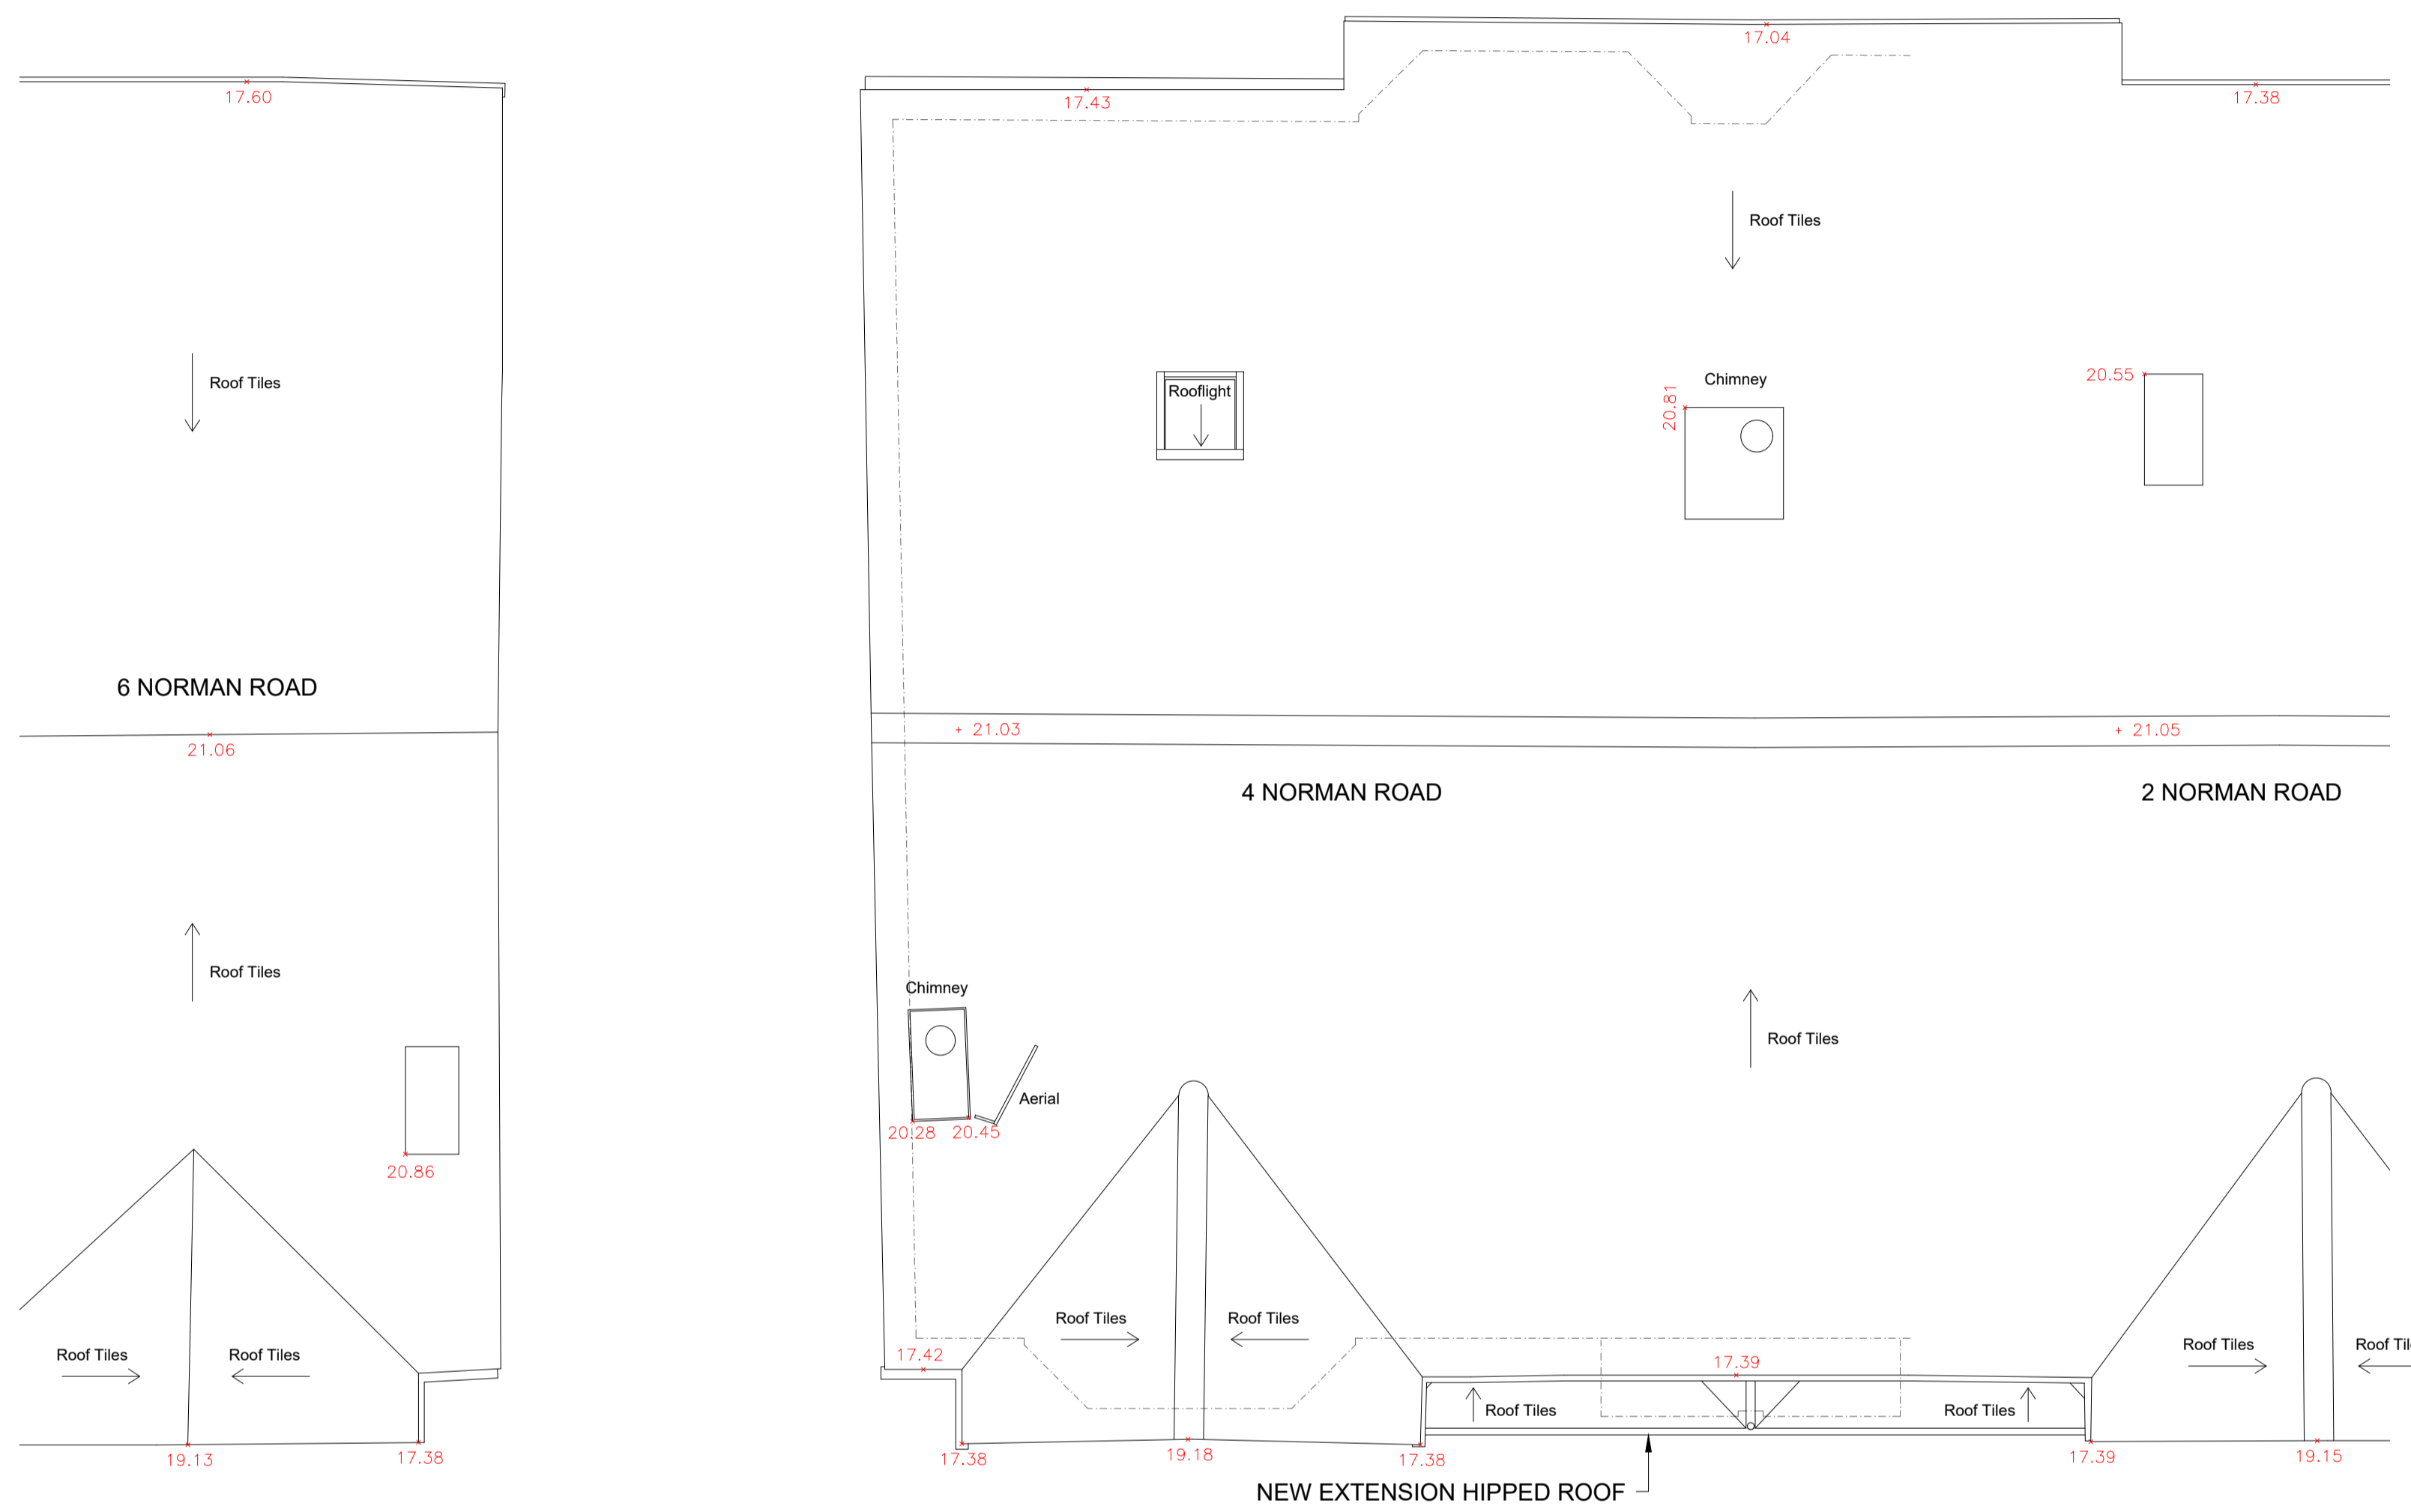 17.04
17.60
17.43
17.38
Roof Tiles
Roof Tiles
Rooflight
Chimney
20.81
20.55
6 NORMAN ROAD
21.06
21.03
21.05
4 NORMAN ROAD
2 NORMAN ROAD
Roof Tiles
Chimney
Roof Tiles
Aerial
20.28
20.45
20.86
Roof Tiles
Roof Tiles
Roof Tiles
Roof Tiles
Roof Tiles
Roof Til
17.42
17.39
Roof Tiles
Roof Tiles
Roof Tiles
19.13
17.38
17.38
19.18
17.38
17.39
19.15
NEW EXTENSION HIPPED ROOF